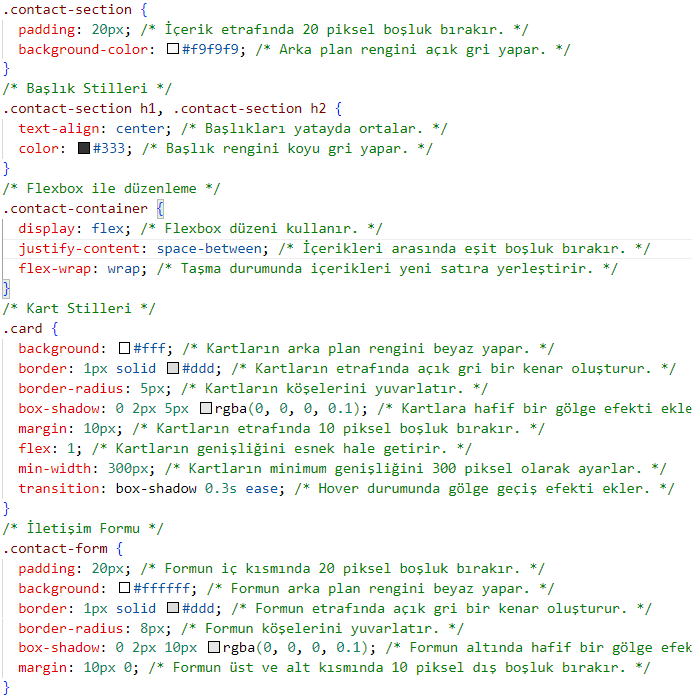 .contact-section {
padding: 20px; /* İçerik etrafında 20 piksel boşluk bırakır. */
background-color: #f9f9f9; /* Arka plan rengini açık gri yapar. */
}
/* Başlık Stilleri */
.contact-section h1, .contact-section h2 {
text-align: center; /* Başlıkları yatayda ortalar. */
color: #333; /* Başlık rengini koyu gri yapar. */
}
/* Flexbox ile düzenleme */
.contact-container {
display: flex; /* Flexbox düzeni kullanır. */
justify-content: space-between; /* İçerikleri arasında eşit boşluk bırakır. */
flex-wrap: wrap; /* Taşma durumunda içerikleri yeni satıra yerleştirir. */
}
/* Kart Stilleri */
.card {
background: #fff; /* Kartların arka plan rengini beyaz yapar. */
border: 1px solid #ddd; /* Kartların etrafında açık gri bir kenar oluşturur. */
border-radius: 5px; /* Kartların köşelerini yuvarlatır. */
box-shadow: 0 2px 5px rgba(0, 0, 0, 0.1); /* Kartlara hafif bir gölge efekti ekle
margin: 10px; /* Kartların etrafında 10 piksel boşluk bırakır. */
flex: 1; /* Kartların genişliğini esnek hale getirir. */
min-width: 300px; /* Kartların minimum genişliğini 300 piksel olarak ayarlar. */
transition: box-shadow 0.3s ease; /* Hover durumunda gölge geçiş efekti ekler. */
}
/* İletişim Formu */
.contact-form {
padding: 20px; /* Formun iç kısmında 20 piksel boşluk bırakır. */
background: #ffffff; /* Formun arka plan rengini beyaz yapar. */
border: 1px solid #ddd; /* Formun etrafında açık gri bir kenar oluşturur. */
border-radius: 8px; /* Formun köşelerini yuvarlatır. */
box-shadow: 0 2px 10px rgba(0, 0, 0, 0.1); /* Formun altında hafif bir gölge efek
margin: 10px 0; /* Formun üst ve alt kısmında 10 piksel dış boşluk bırakır. */
}